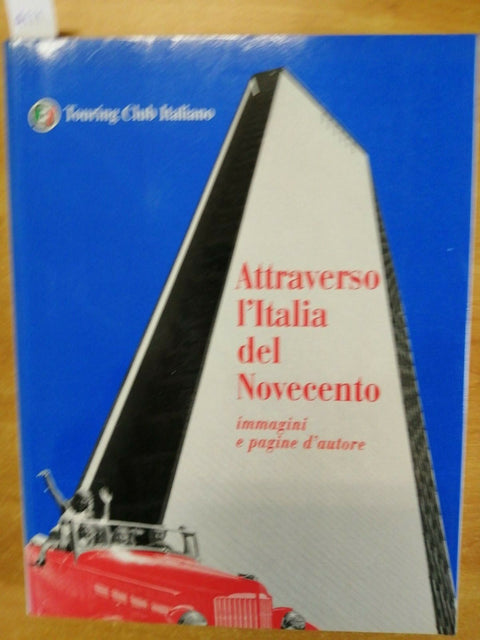 Touring Club Italiano
Attraverso
l'Italia
del
Novecento
immagini
e pagine d'autore